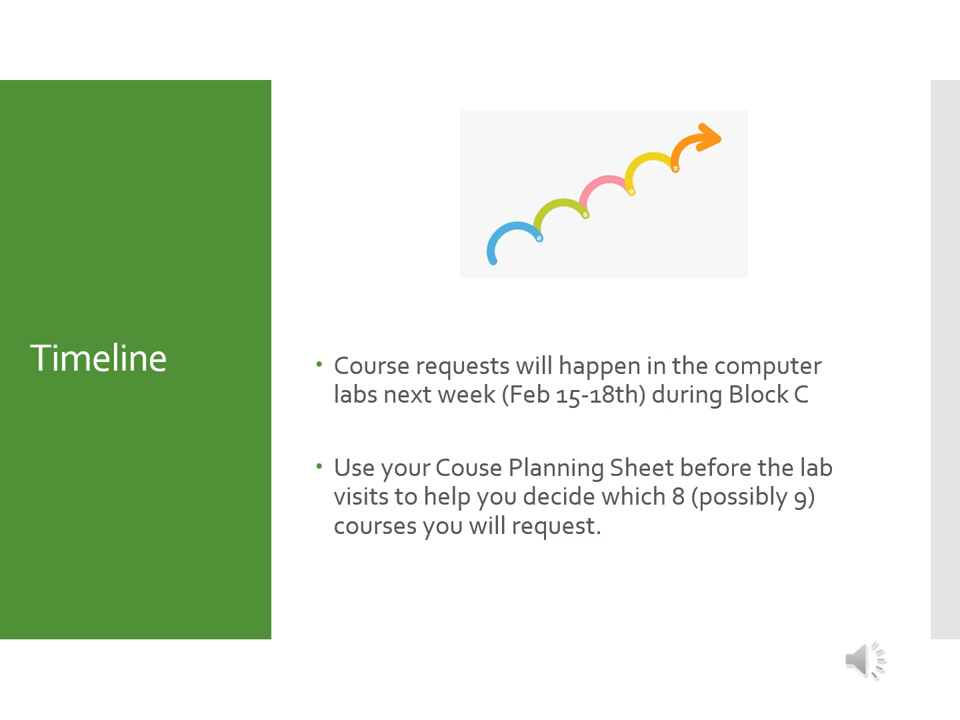 Timeline
• Course requests will happen in the computer
labs next week (Feb 15-18th) during Block C
• Use your Couse Planning Sheet before the lab
visits to help you decide which 8 (possibly 9)
courses you will request.